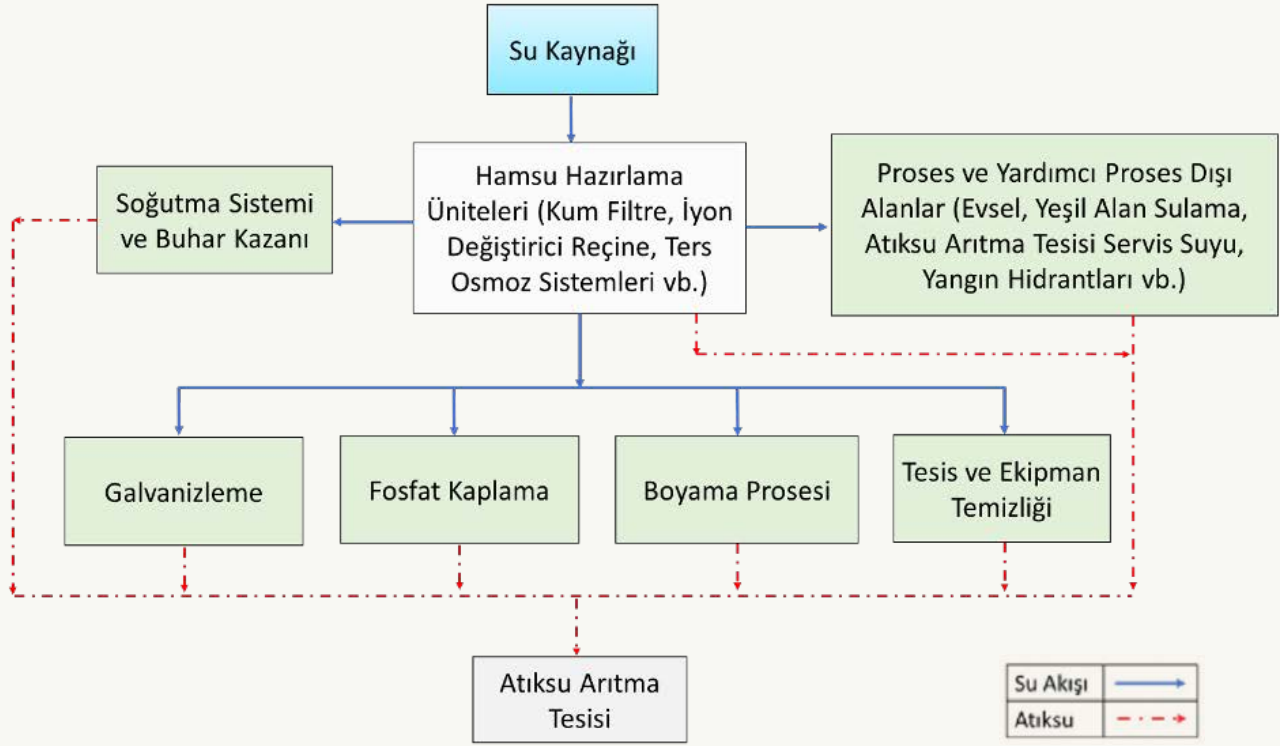 Su Kaynağı
Soğutma Sistemi
ve Buhar Kazanı
Hamsu Hazırlama
Üniteleri (Kum Filtre, İyon
Değiştirici Reçine, Ters
Osmoz Sistemleri vb.)
Proses ve Yardımcı Proses Dışı
Alanlar (Evsel, Yeşil Alan Sulama,
Atıksu Arıtma Tesisi Servis Suyu,
Yangın Hidrantları vb.)
Galvanizleme
Fosfat Kaplama
Boyama Prosesi
Tesis ve Ekipman
Temizliği
Atıksu Arıtma
Tesisi
Su Akışı
Atıksu